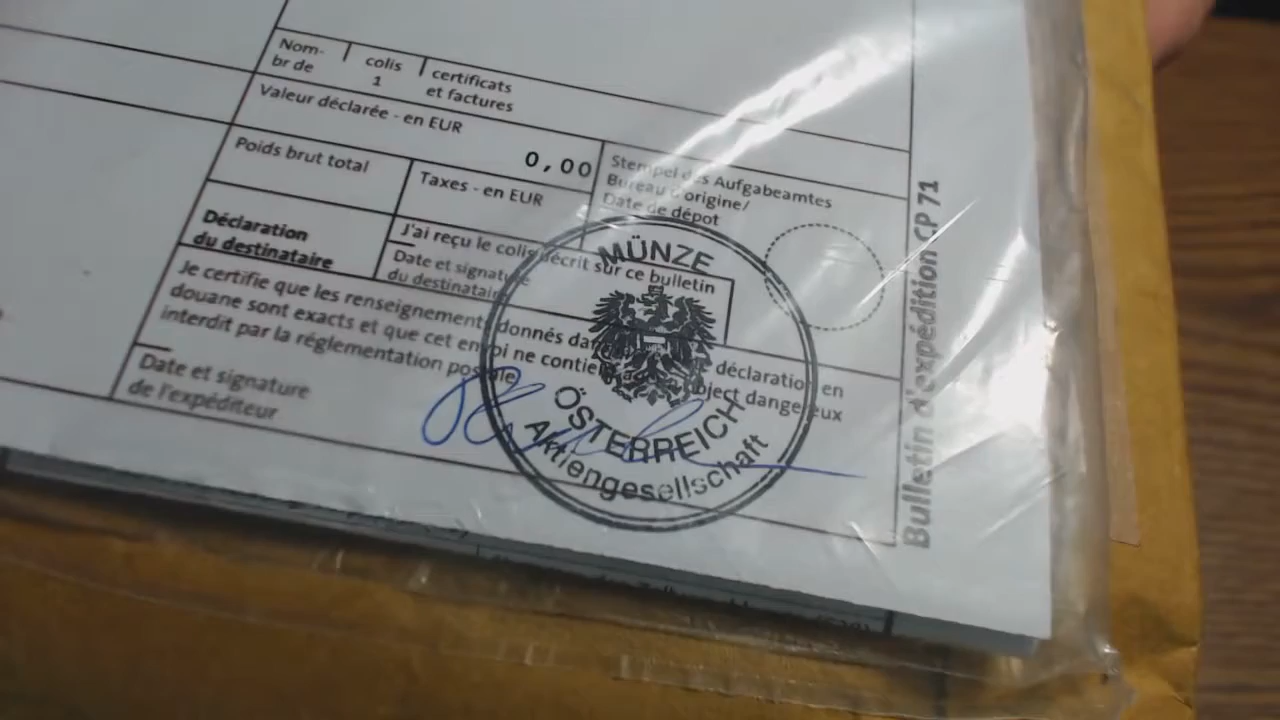 Nom-
br de
colis
1
certificats
et factures
Valeur déclarée - en EUR
0,00
Poids brut total
Taxes - en EUR
Stempel des Aufgabeamtes
Bureau d'origine/
Date de dépôt
Déclaration
du destinataire
J'ai reçu le colis décrit sur ce bulletin
Date et signature
du destinataire
Je certifie que les renseignements donnés dans déclaration en
douane sont exacts et que cet envoi ne contient object dangereux
interdit par la réglementation postale
Date et signature
de l'expéditeur
MÜNZE
ÖSTERREICH
Aktiengesellschaft
Bulletin d'expédition CP 71